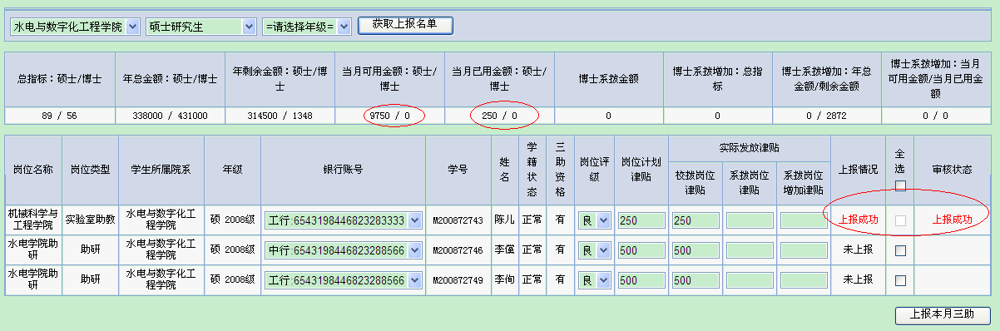 水电与数字化工程学院 硕士研究生 =请选择年级= 获取上报名单
总指标：硕士/博士 年总金额：硕士/博士 年剩余金额：硕士/博士 当月可用金额：硕士/博士 当月已用金额：硕士/博士 博士系拨金额 博士系拨增加：总指标 博士系拨增加：年总金额/剩余金额 博士系拨增加：当月可用金额/当月已用金额
89 / 56 338000 / 431000 314500 / 1348 9750 / 0 250 / 0 0 0 0 / 2872 0 / 0
岗位名称 岗位类型 学生所属院系 年级 银行账号 学号 姓名 学籍状态 三助资格 岗位评级 岗位计划津贴 实际发放津贴 上报情况 全选 审核状态
校拨岗位津贴 系拨岗位津贴 系拨岗位增加津贴
机械科学与工程学院 实验室助教 水电与数字化工程学院 硕 2008级 工行:6543198446823283333 M200872743 陈儿 正常 有 良 250 250 上报成功 上报成功
水电学院助研 助研 水电与数字化工程学院 硕 2008级 中行:6543198446823288566 M200872746 李 正常 有 良 500 500 未上报
水电学院助研 助研 水电与数字化工程学院 硕 2008级 工行:6543198446823288566 M200872749 李徇 正常 有 良 500 500 未上报
上报本月三助